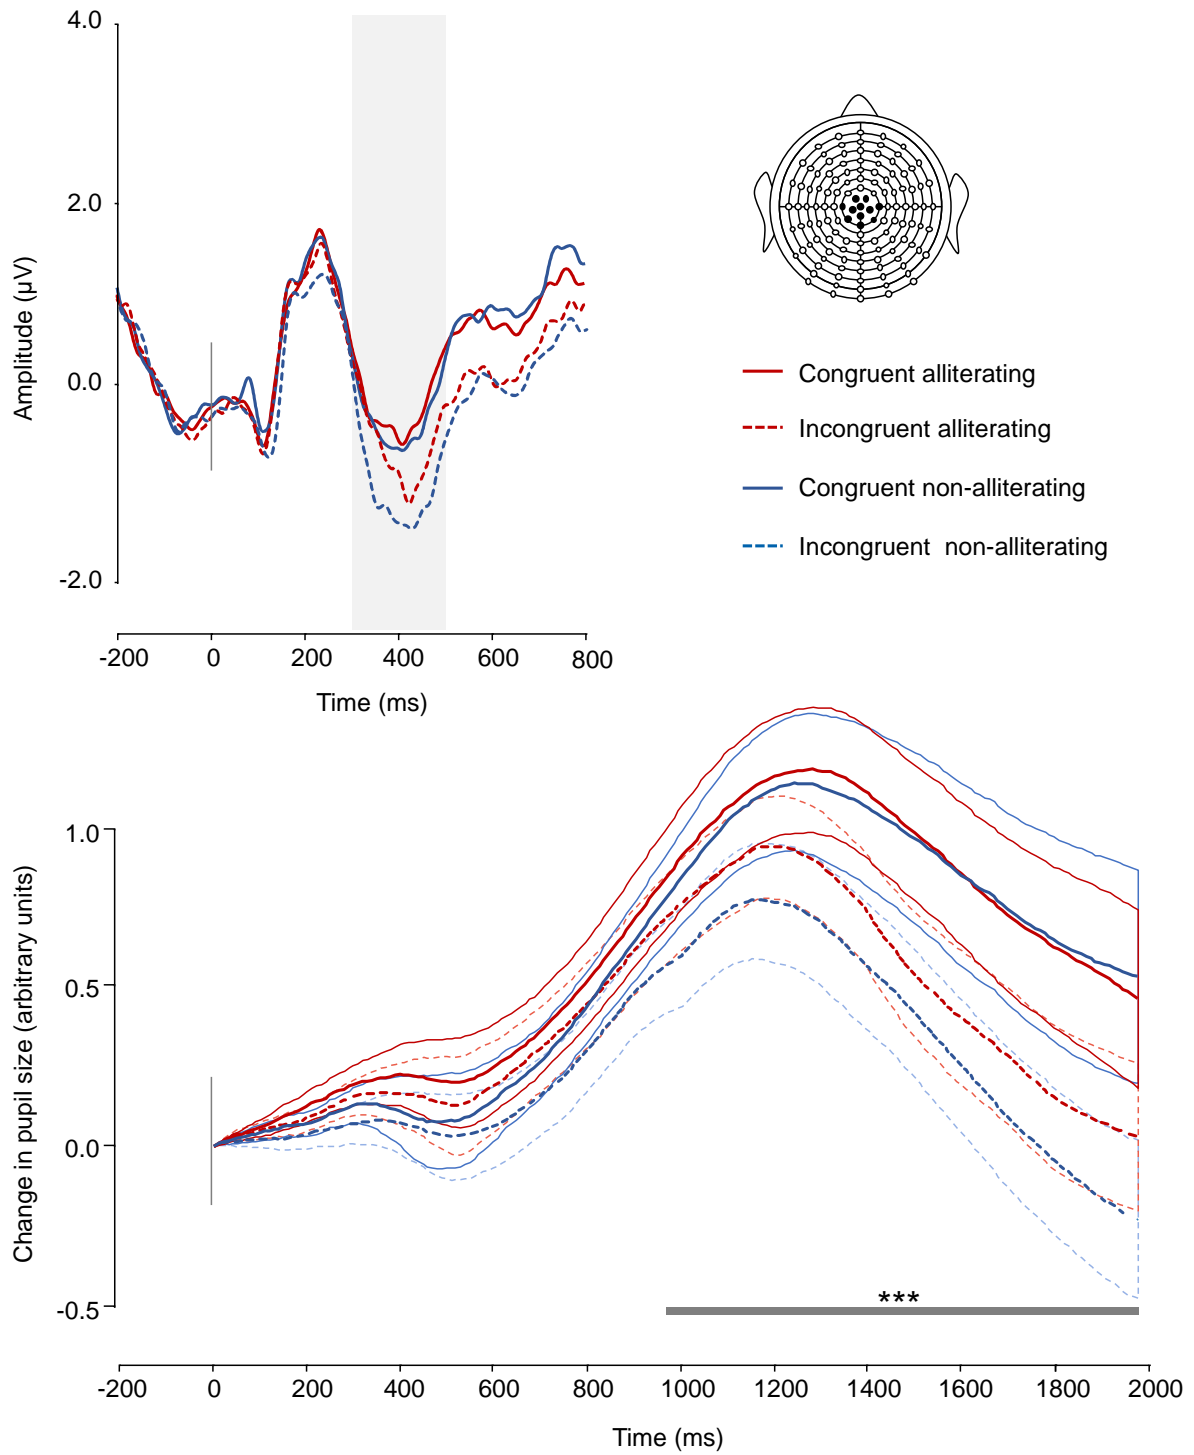 4.0
2.0
0.0
-2.0
Amplitude (μV)
-200 0 200 400 600 800
Time (ms)
Congruent alliterating
Incongruent alliterating
Congruent non-alliterating
Incongruent non-alliterating
1.0
0.5
0.0
-0.5
Change in pupil size (arbitrary units)
***
-200 0 200 400 600 800 1000 1200 1400 1600 1800 2000
Time (ms)